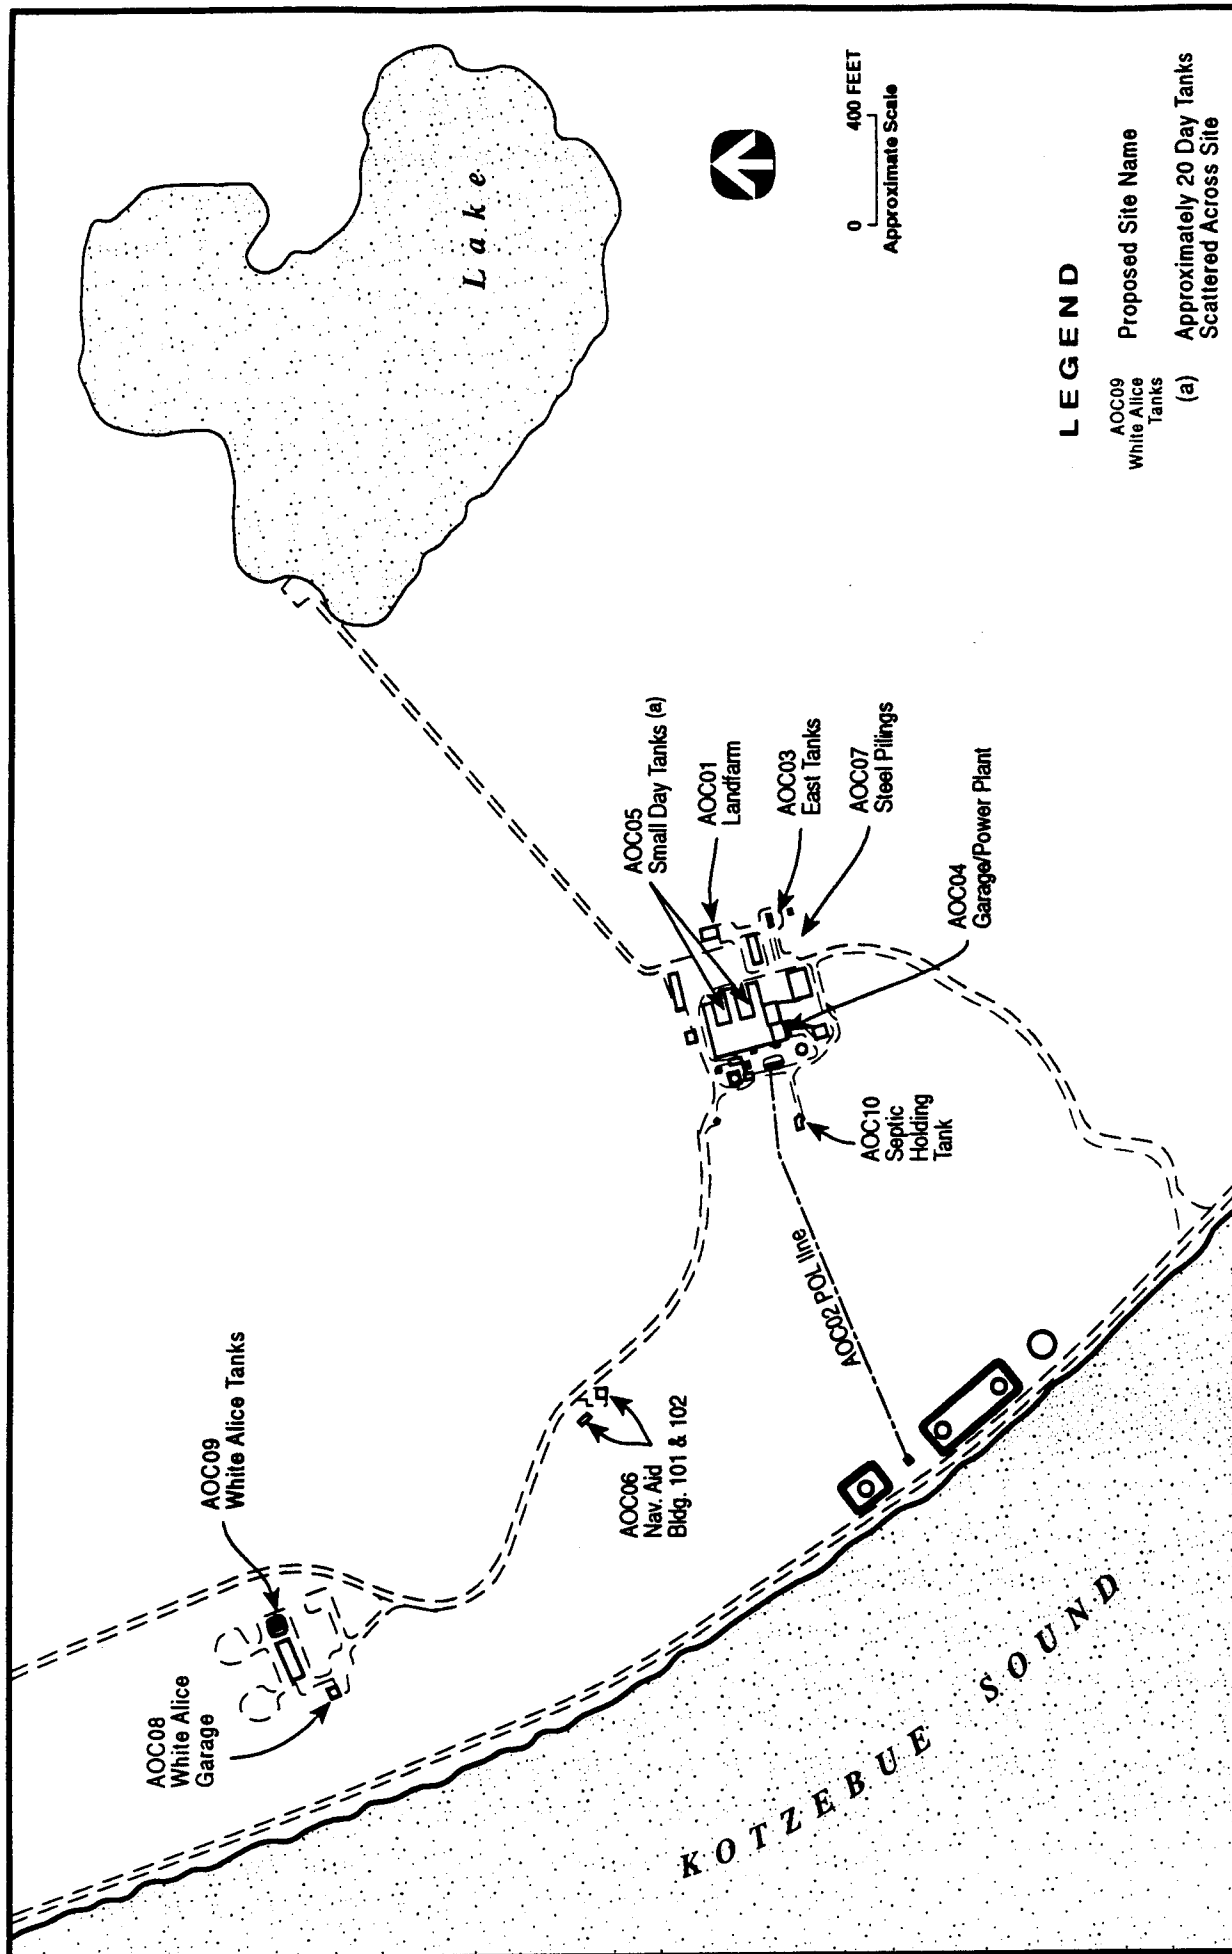 AOC09
White Alice Tanks
AOC08
White Alice
Garage
AOC06
Nav. Aid
Bldg. 101 & 102
AOC05
Small Day Tanks (a)
AOC01
Landfarm
AOC03
East Tanks
AOC07
Steel Pilings
AOC04
Garage/Power Plant
AOC10
Septic
Holding
Tank
AOC02 POL line
Lake
KOTZEBUE SOUND
0 400 FEET
Approximate Scale
LEGEND
AOC09
White Alice
Tanks
Proposed Site Name
(a)
Approximately 20 Day Tanks
Scattered Across Site